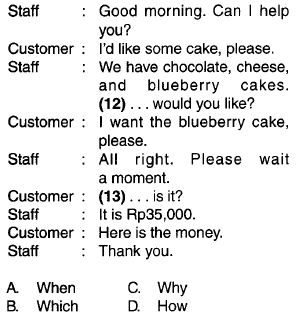 Staff : Good morning. Can I help
you?
Customer : I'd like some cake, please.
Staff : We have chocolate, cheese,
and blueberry cakes.
(12) . . . would you like?
Customer : I want the blueberry cake,
please.
Staff : All right. Please wait
a moment.
Customer : (13) . . . is it?
Staff : It is Rp35,000.
Customer : Here is the money.
Staff : Thank you.
A. When C. Why
B. Which D. How